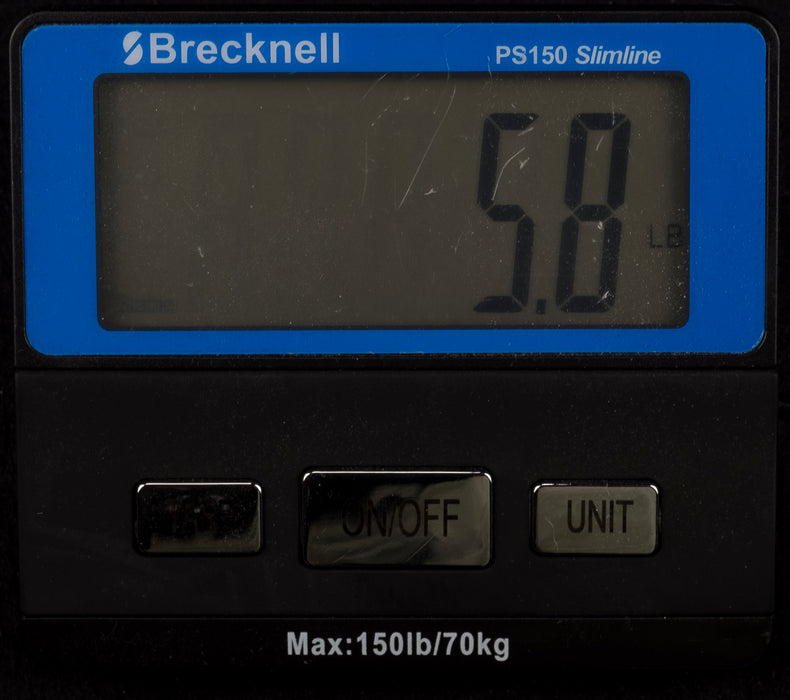 Brecknell
PS150 Slimline
5.8 LB
ON/OFF UNIT
Max:150lb/70kg